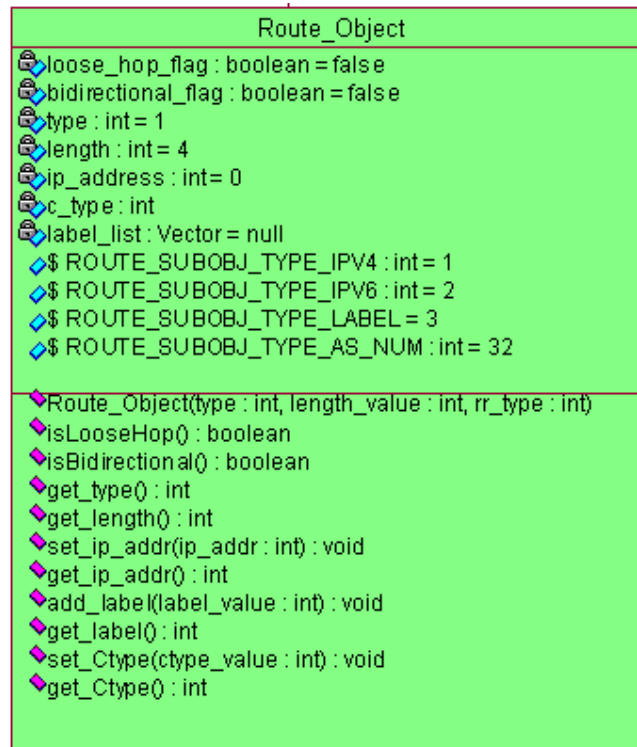 Route_Object
loose_hop_flag : boolean = false
bidirectional_flag : boolean = false
type : int = 1
length : int = 4
ip_address : int = 0
c_type : int
label_list : Vector = null
$ ROUTE_SUBOBJ_TYPE_IPV4 : int = 1
$ ROUTE_SUBOBJ_TYPE_IPV6 : int = 2
$ ROUTE_SUBOBJ_TYPE_LABEL = 3
$ ROUTE_SUBOBJ_TYPE_AS_NUM : int = 32
Route_Object(type : int, length_value : int, rr_type : int)
isLooseHop() : boolean
isBidirectional() : boolean
get_type() : int
get_length() : int
set_ip_addr(ip_addr : int) : void
get_ip_addr() : int
add_label(label_value : int) : void
get_label() : int
set_Ctype(ctype_value : int) : void
get_Ctype() : int